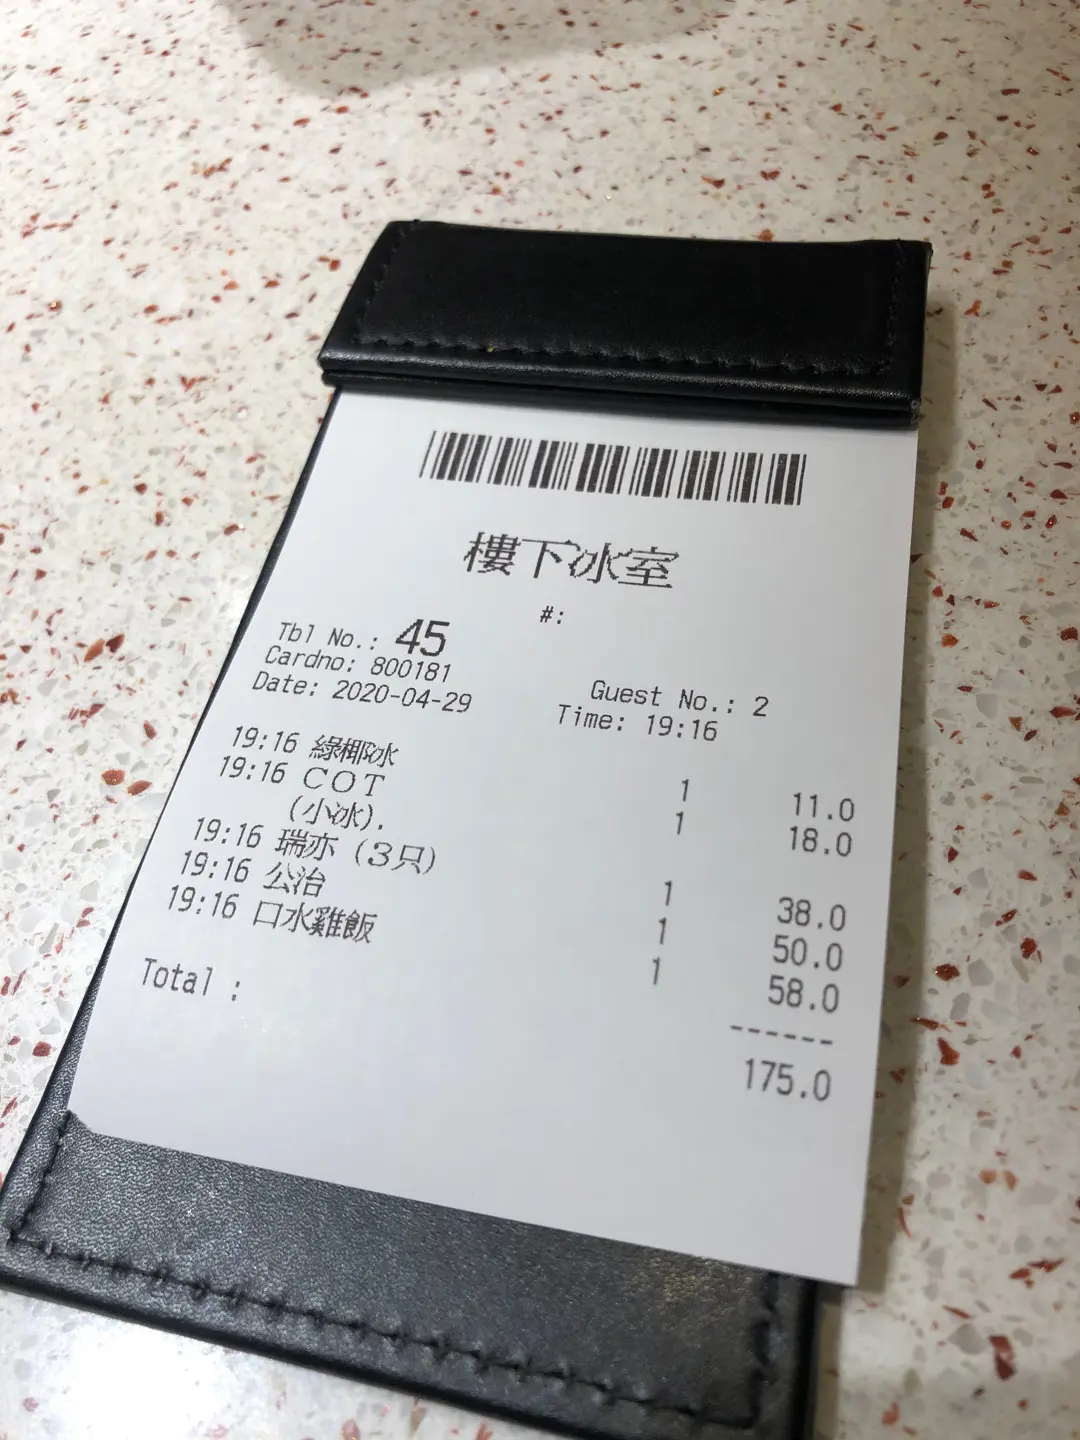 樓下冰室
#:
Tbl No.: 45
Cardno: 800181 Guest No.: 2
Date: 2020-04-29 Time: 19:16
19:16 綠椰冰 1 11.0
19:16 ＣＯＴ 1 18.0
(小冰).
19:16 瑞亦（３只） 1 38.0
19:16 公治 1 50.0
19:16 口水雞飯 1 58.0
------
Total : 175.0